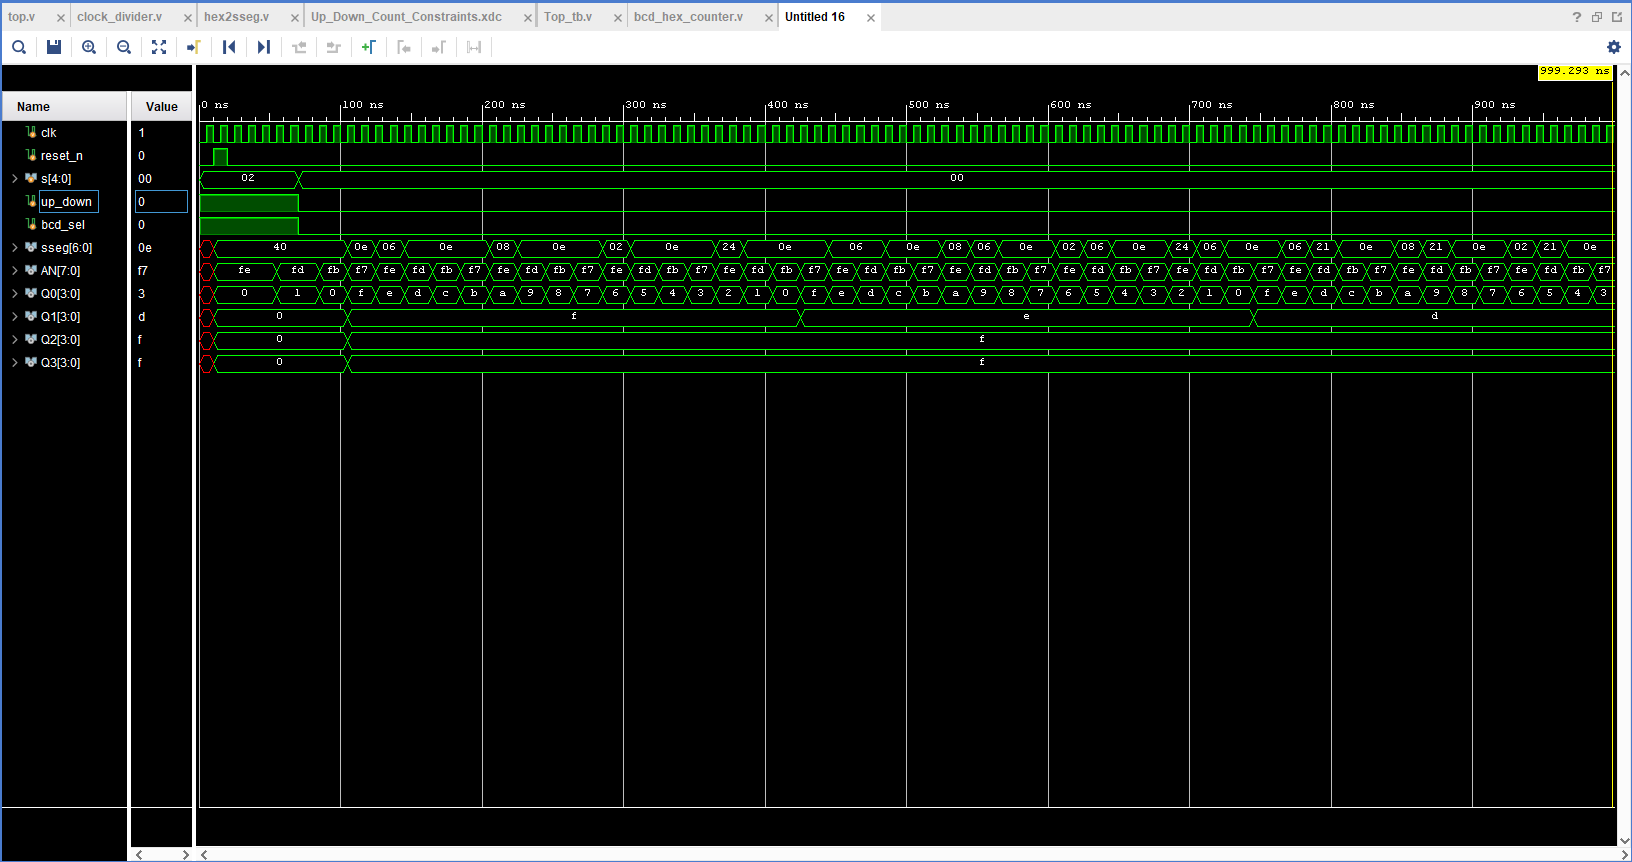 top.v clock_divider.v hex2sseg.v Up_Down_Count_Constraints.xdc Top_tb.v bcd_hex_counter.v Untitled 16
999.293 ns
Name Value 0 ns 100 ns 200 ns 300 ns 400 ns 500 ns 600 ns 700 ns 800 ns 900 ns
clk 1
reset_n 0
s[4:0] 00 02 00
up_down 0
bcd_sel 0
sseg[6:0] 0e 40 0e 06 0e 08 0e 02 0e 24 0e 06 0e 08 06 0e 02 06 0e 24 06 0e 06 21 0e 08 21 0e 02 21 0e
AN[7:0] f7 fe fd fb f7 fe fd fb f7 fe fd fb f7 fe fd fb f7 fe fd fb f7 fe fd fb f7 fe fd fb f7 fe fd fb f7 fe fd fb f7 fe fd fb f7 fe fd fb f7 fe fd fb f7
Q0[3:0] 3 0 1 0 f e d c b a 9 8 7 6 5 4 3 2 1 0 f e d c b a 9 8 7 6 5 4 3 2 1 0 f e d c b a 9 8 7 6 5 4 3
Q1[3:0] d 0 f e d
Q2[3:0] f 0 f
Q3[3:0] f 0 f